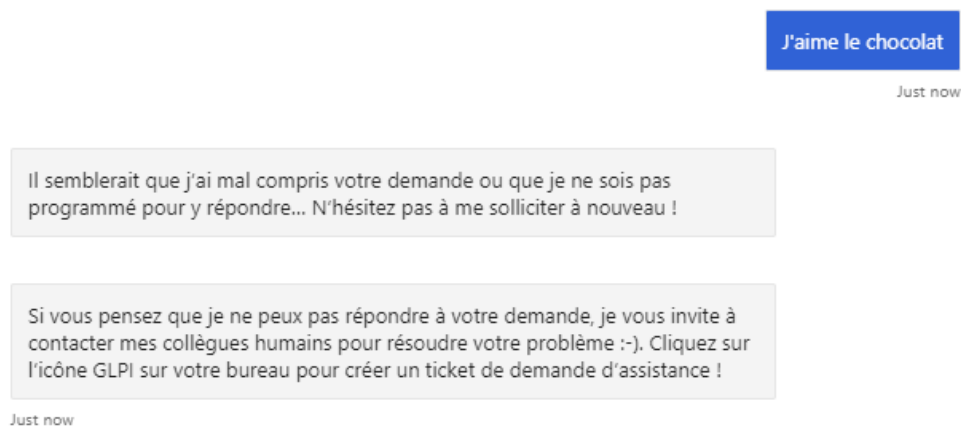 J'aime le chocolat
Just now
Il semblerait que j'ai mal compris votre demande ou que je ne sois pas
programmé pour y répondre... N'hésitez pas à me solliciter à nouveau !
Si vous pensez que je ne peux pas répondre à votre demande, je vous invite à
contacter mes collègues humains pour résoudre votre problème :-). Cliquez sur
l'icône GLPI sur votre bureau pour créer un ticket de demande d'assistance !
Just now